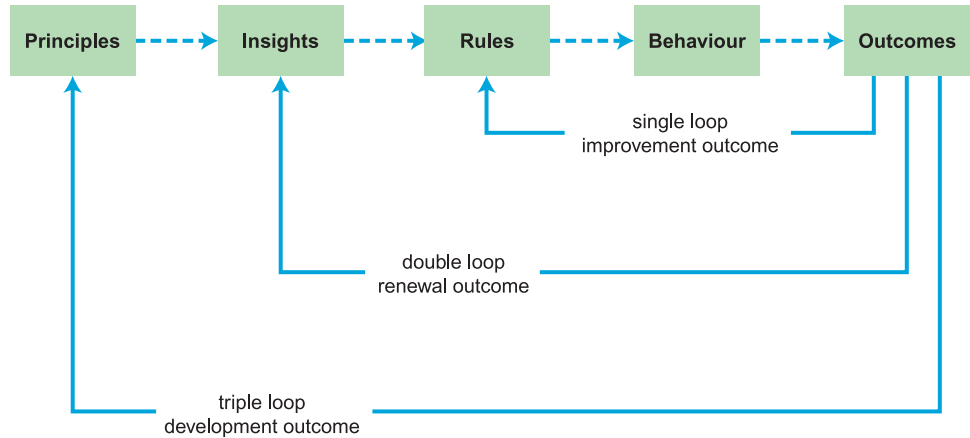 Principles
Insights
Rules
Behaviour
Outcomes
single loop
improvement outcome
double loop
renewal outcome
triple loop
development outcome